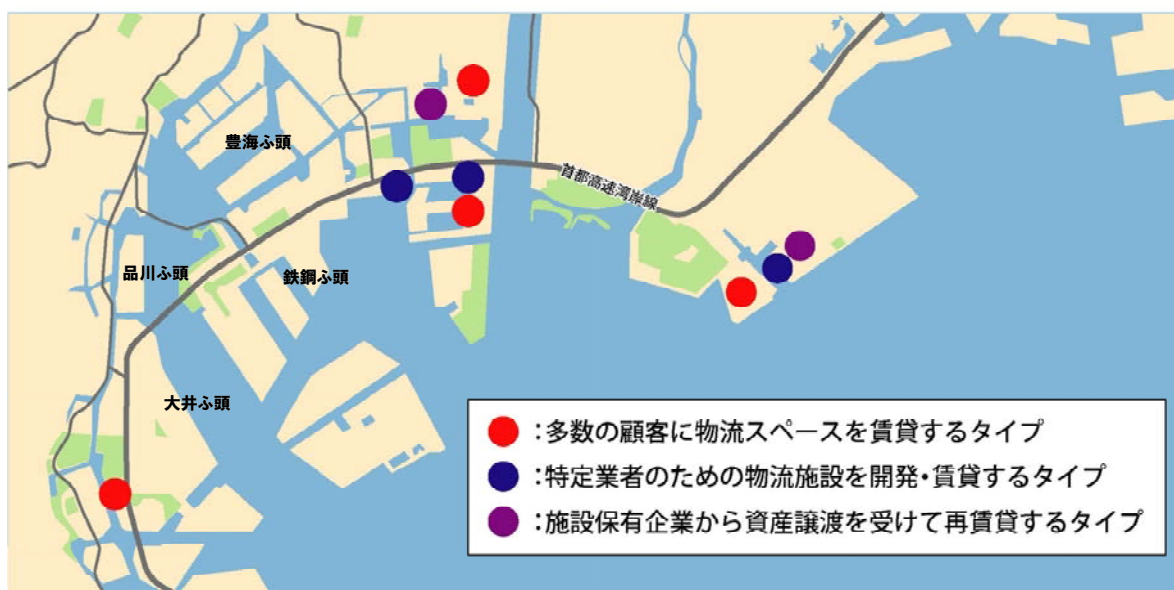 豊海ふ頭
首都高速湾岸線
品川ふ頭
鉄鋼ふ頭
大井ふ頭
：多数の顧客に物流スペースを賃貸するタイプ
：特定業者のための物流施設を開発・賃貸するタイプ
：施設保有企業から資産譲渡を受けて再賃貸するタイプ